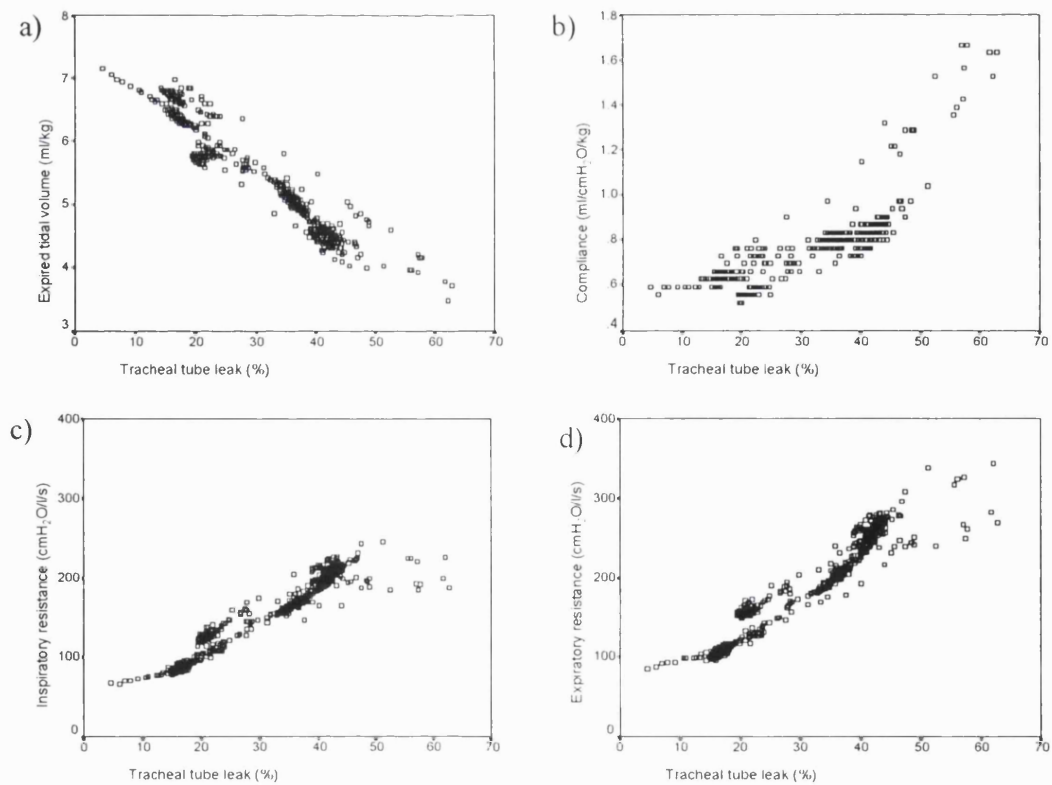 a)
Expired tidal volume (ml/kg)
8
7
6
5
4
3
0 10 20 30 40 50 60 70
Tracheal tube leak (%)
b)
Compliance (ml/cmH2O/kg)
1.8
1.6
1.4
1.2
1.0
.8
.6
.4
0 10 20 30 40 50 60 70
Tracheal tube leak (%)
c)
Inspiratory resistance (cmH2O/l/s)
400
300
200
100
0
0 10 20 30 40 50 60 70
Tracheal tube leak (%)
d)
Expiratory resistance (cmH2O/l/s)
400
300
200
100
0
0 10 20 30 40 50 60 70
Tracheal tube leak (%)